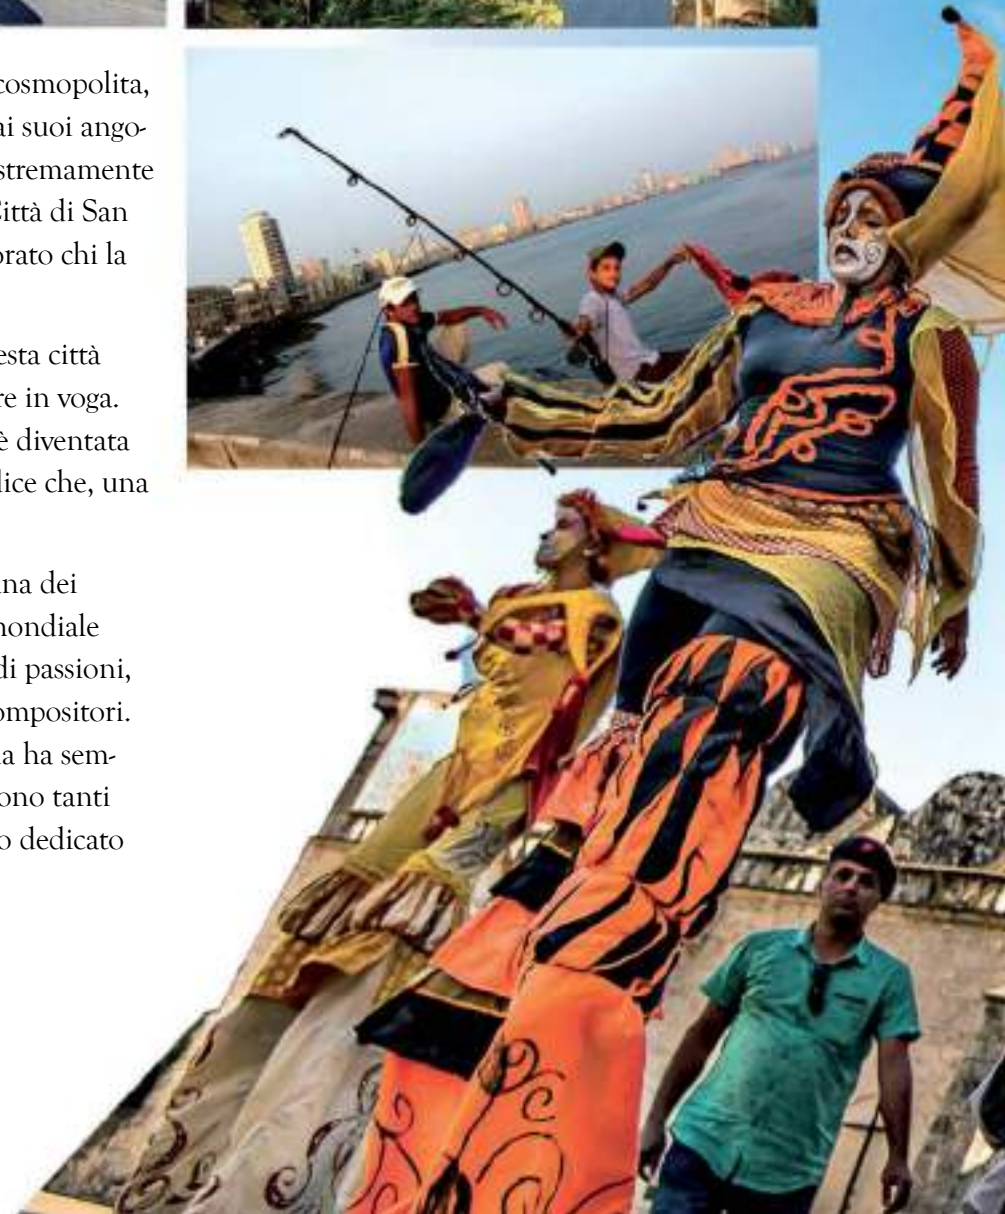 cosmopolita,
ai suoi ango-
stremamente
Città di San
orato chi la
esta città
re in voga.
è diventata
dice che, una
una dei
mondiale
di passioni,
ompositori.
na ha sem-
ono tanti
o dedicato